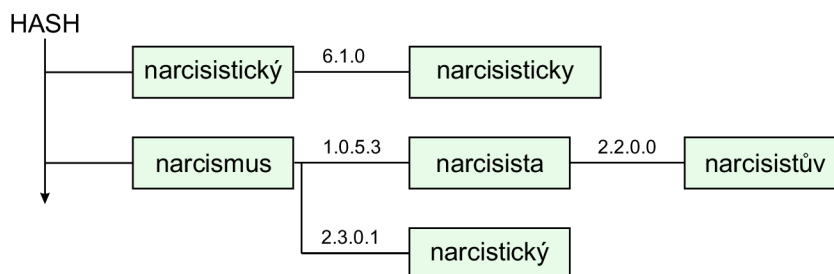 HASH
narcisistický 6.1.0 narcisisticky
narcismus 1.0.5.3 narcisista 2.2.0.0 narcisistův
2.3.0.1 narcistický